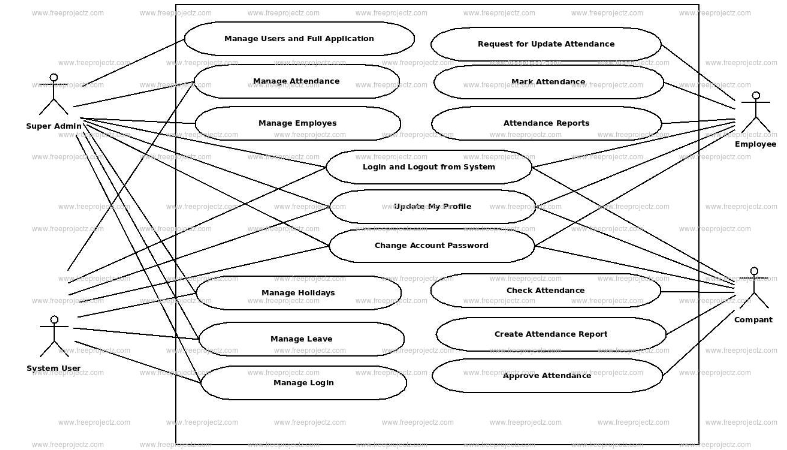 Manage Users and Full Application
Request for Update Attendance
Manage Attendance
Mark Attendance
Super Admin
Manage Employes
Attendance Reports
Employee
Login and Logout from System
Update My Profile
Change Account Password
Manage Holidays
Check Attendance
Compant
Manage Leave
Create Attendance Report
System User
Manage Login
Approve Attendance
www.freeprojectz.com